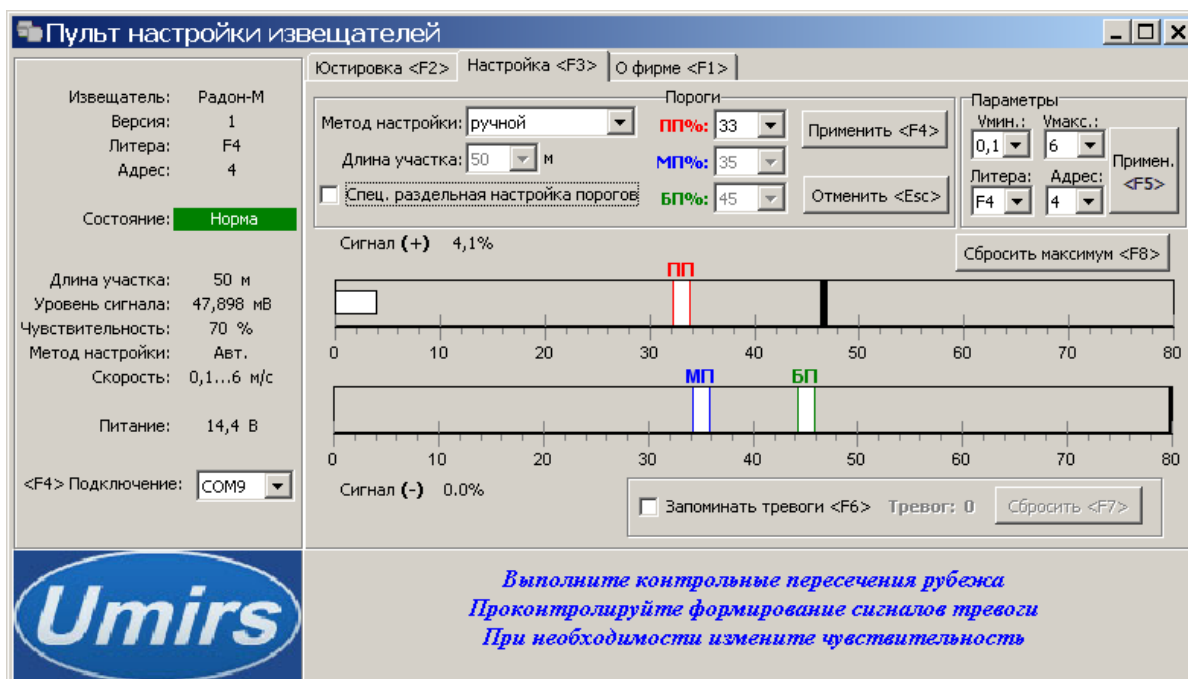 Пульт настройки извещателей
Юстировка <F2> Настройка <F3> О фирме <F1>
Извещатель: Радон-М
Версия: 1
Литера: F4
Адрес: 4
Состояние: Норма
Длина участка: 50 м
Уровень сигнала: 47,898 мВ
Чувствительность: 70 %
Метод настройки: Авт.
Скорость: 0,1...6 м/с
Питание: 14,4 В
<F4> Подключение: COM9
Пороги
Метод настройки: ручной
ПП%: 33
Применить <F4>
Длина участка: 50 м
МП%: 35
Спец. раздельная настройка порогов
БП%: 45
Отменить <Esc>
Параметры
Vмин.: Vмакс.:
0,1 6
Литера: Адрес:
F4 4
Примен.
<F5>
Сигнал (+) 4,1%
Сбросить максимум <F8>
ПП
0 10 20 30 40 50 60 70 80
МП БП
0 10 20 30 40 50 60 70 80
Сигнал (-) 0.0%
Запоминать тревоги <F6> Тревог: 0 Сбросить <F7>
Umirs
Выполните контрольные пересечения рубежа
Проконтролируйте формирование сигналов тревоги
При необходимости измените чувствительность